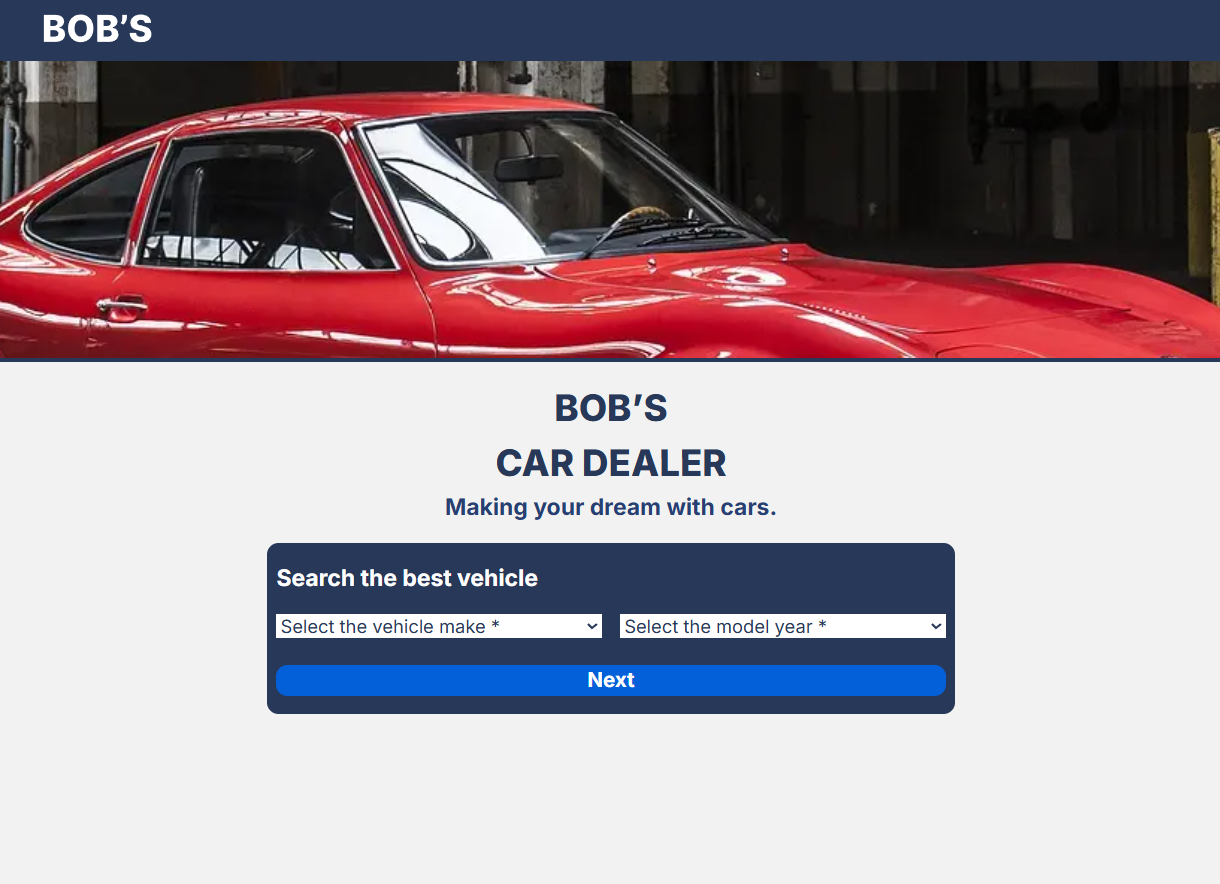 BOB’S
BOB’S
CAR DEALER
Making your dream with cars.
Search the best vehicle
Select the vehicle make *
Select the model year *
Next